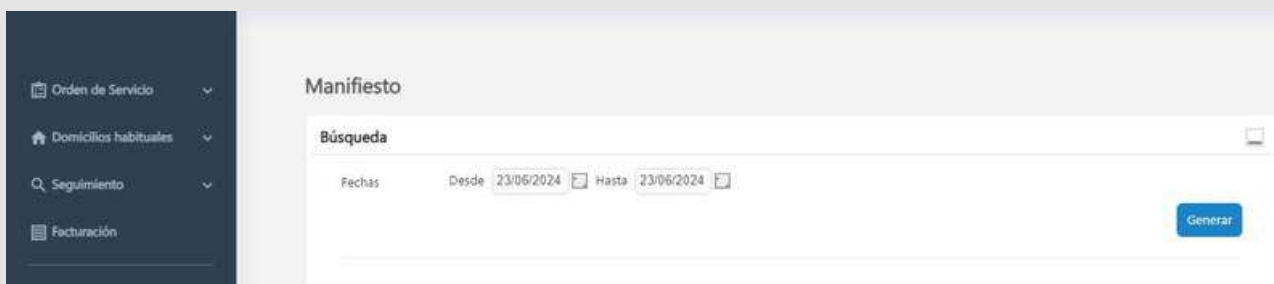 Orden de Servicio
Domicilios habituales
Seguimiento
Facturación
Manifiesto
Búsqueda
Fechas Desde 23/06/2024 Hasta 23/06/2024
Generar